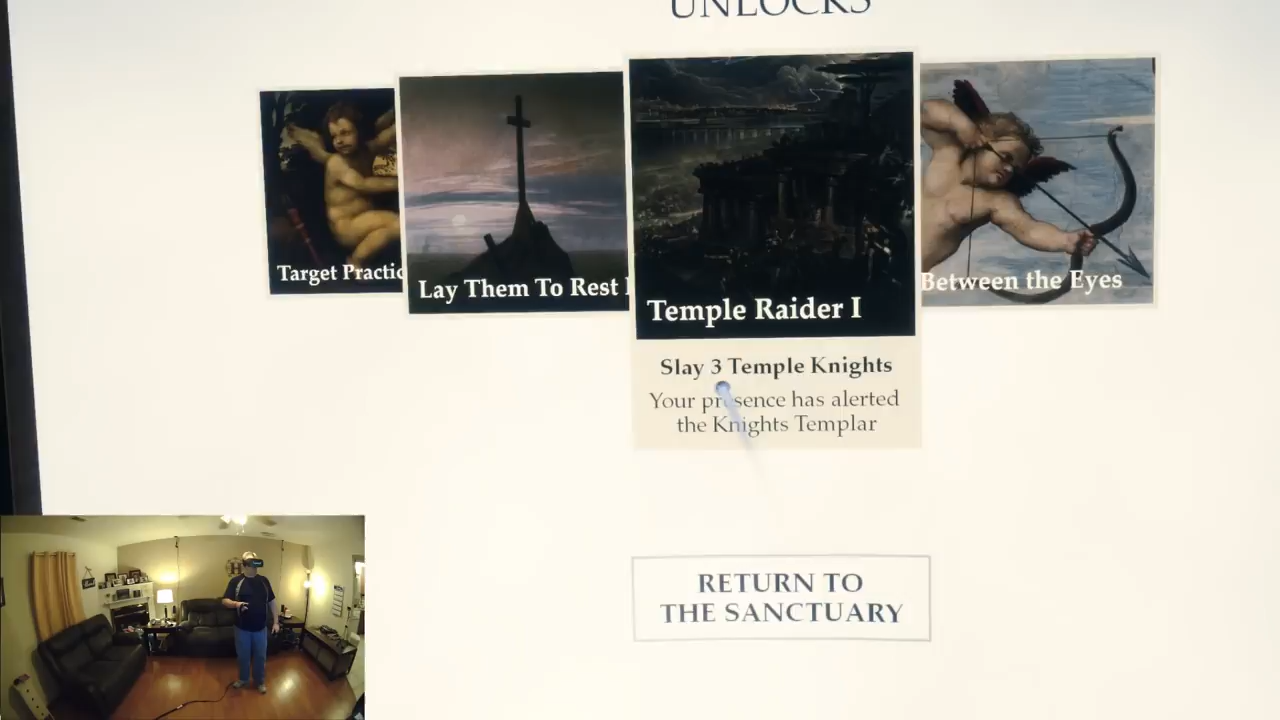 UNLOCKS
Target Practic
Lay Them To Rest
Temple Raider I
Between the Eyes
Slay 3 Temple Knights
Your presence has alerted
the Knights Templar
RETURN TO
THE SANCTUARY